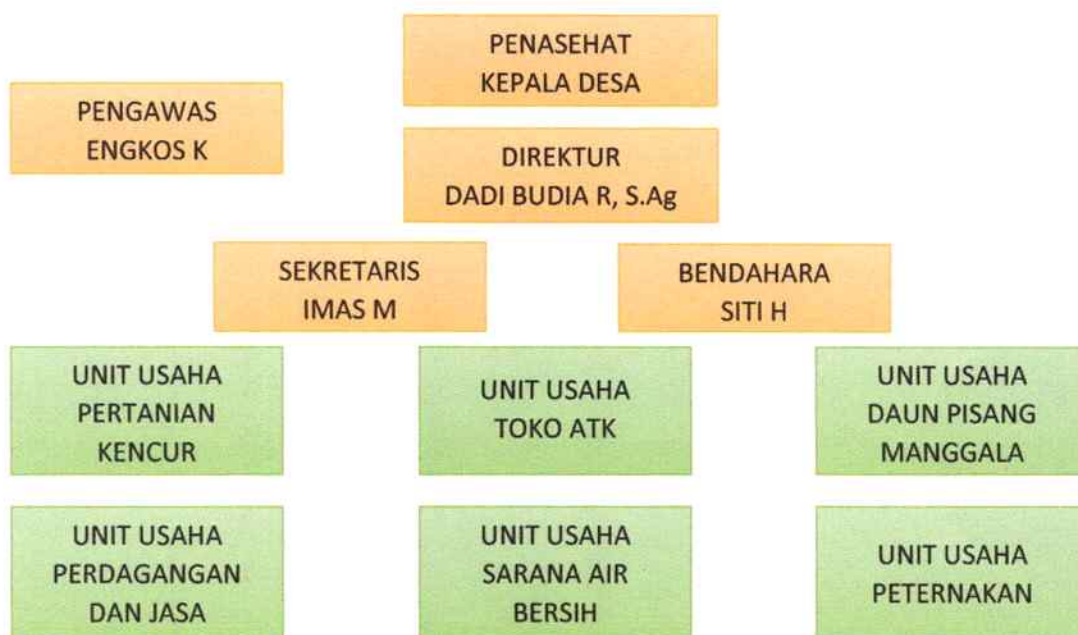 PENASEHAT
KEPALA DESA
PENGAWAS
ENGKOS K
DIREKTUR
DADI BUDIA R, S.Ag
SEKRETARIS
IMAS M
BENDAHARA
SITI H
UNIT USAHA
PERTANIAN
KENCUR
UNIT USAHA
TOKO ATK
UNIT USAHA
DAUN PISANG
MANGGALA
UNIT USAHA
PERDAGANGAN
DAN JASA
UNIT USAHA
SARANA AIR
BERSIH
UNIT USAHA
PETERNAKAN